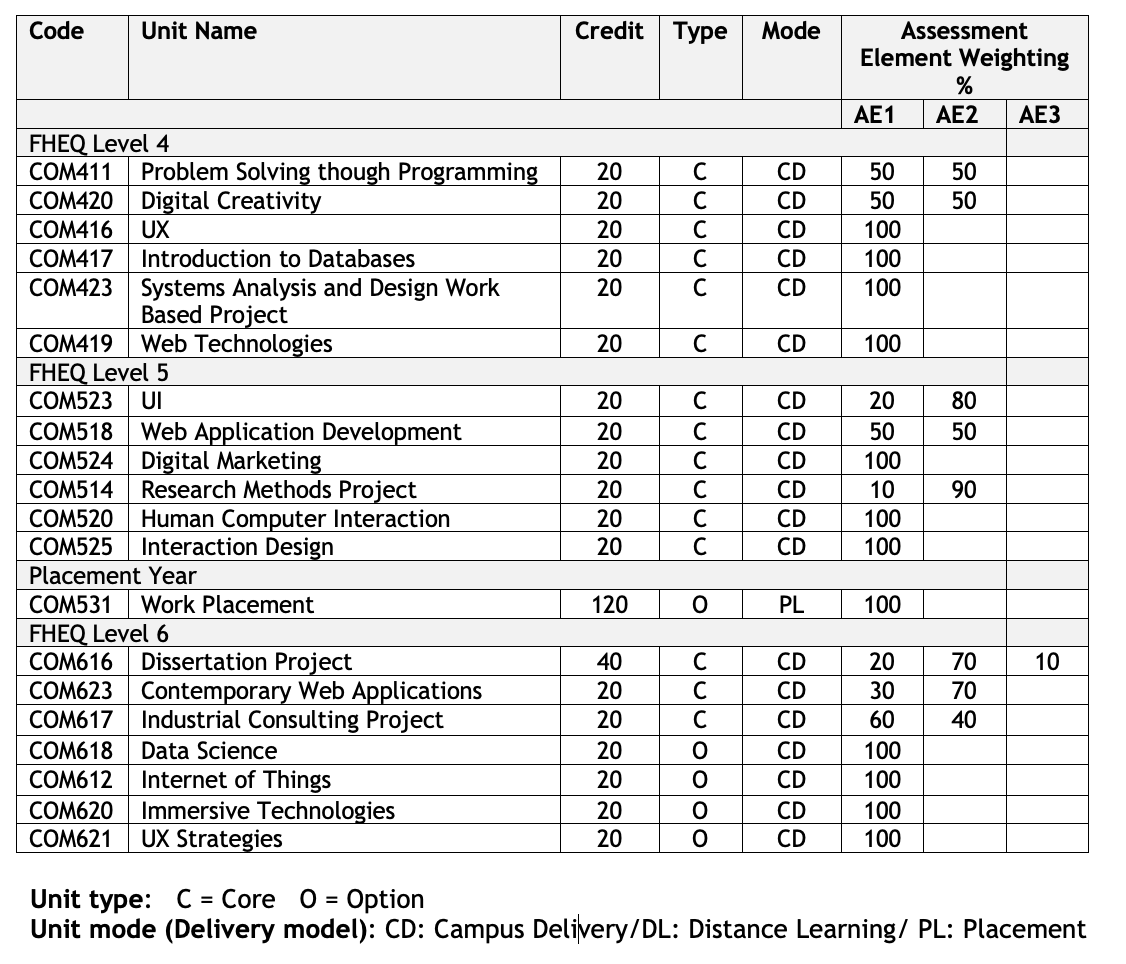 Code Unit Name Credit Type Mode Assessment
Element Weighting
%
AE1 AE2 AE3
FHEQ Level 4
COM411 Problem Solving though Programming 20 C CD 50 50
COM420 Digital Creativity 20 C CD 50 50
COM416 UX 20 C CD 100
COM417 Introduction to Databases 20 C CD 100
COM423 Systems Analysis and Design Work 20 C CD 100
Based Project
COM419 Web Technologies 20 C CD 100
FHEQ Level 5
COM523 UI 20 C CD 20 80
COM518 Web Application Development 20 C CD 50 50
COM524 Digital Marketing 20 C CD 100
COM514 Research Methods Project 20 C CD 10 90
COM520 Human Computer Interaction 20 C CD 100
COM525 Interaction Design 20 C CD 100
Placement Year
COM531 Work Placement 120 O PL 100
FHEQ Level 6
COM616 Dissertation Project 40 C CD 20 70 10
COM623 Contemporary Web Applications 20 C CD 30 70
COM617 Industrial Consulting Project 20 C CD 60 40
COM618 Data Science 20 O CD 100
COM612 Internet of Things 20 O CD 100
COM620 Immersive Technologies 20 O CD 100
COM621 UX Strategies 20 O CD 100
Unit type: C = Core O = Option
Unit mode (Delivery model): CD: Campus Delivery/DL: Distance Learning/ PL: Placement